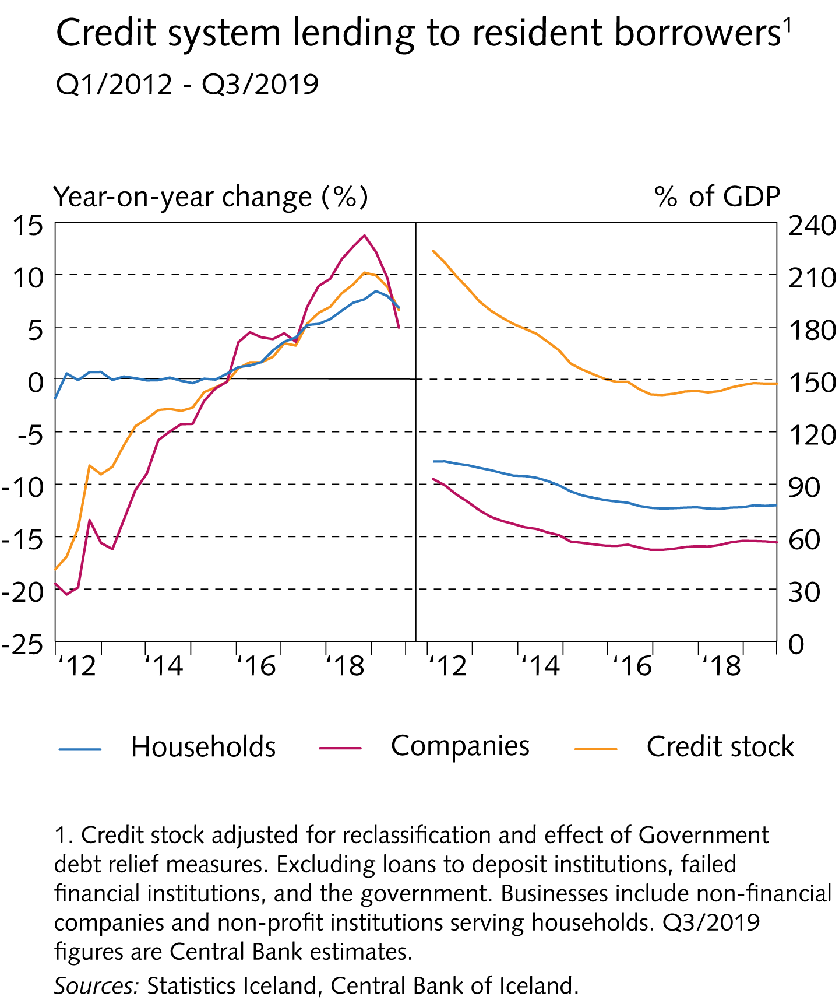 Credit system lending to resident borrowers¹
Q1/2012 - Q3/2019
Year-on-year change (%)
% of GDP
15
10
5
0
-5
-10
-15
-20
-25
240
210
180
150
120
90
60
30
0
‘12 ‘14 ‘16 ‘18
‘12 ‘14 ‘16 ‘18
Households Companies Credit stock
1. Credit stock adjusted for reclassification and effect of Government
debt relief measures. Excluding loans to deposit institutions, failed
financial institutions, and the government. Businesses include non-financial
companies and non-profit institutions serving households. Q3/2019
figures are Central Bank estimates.
Sources: Statistics Iceland, Central Bank of Iceland.